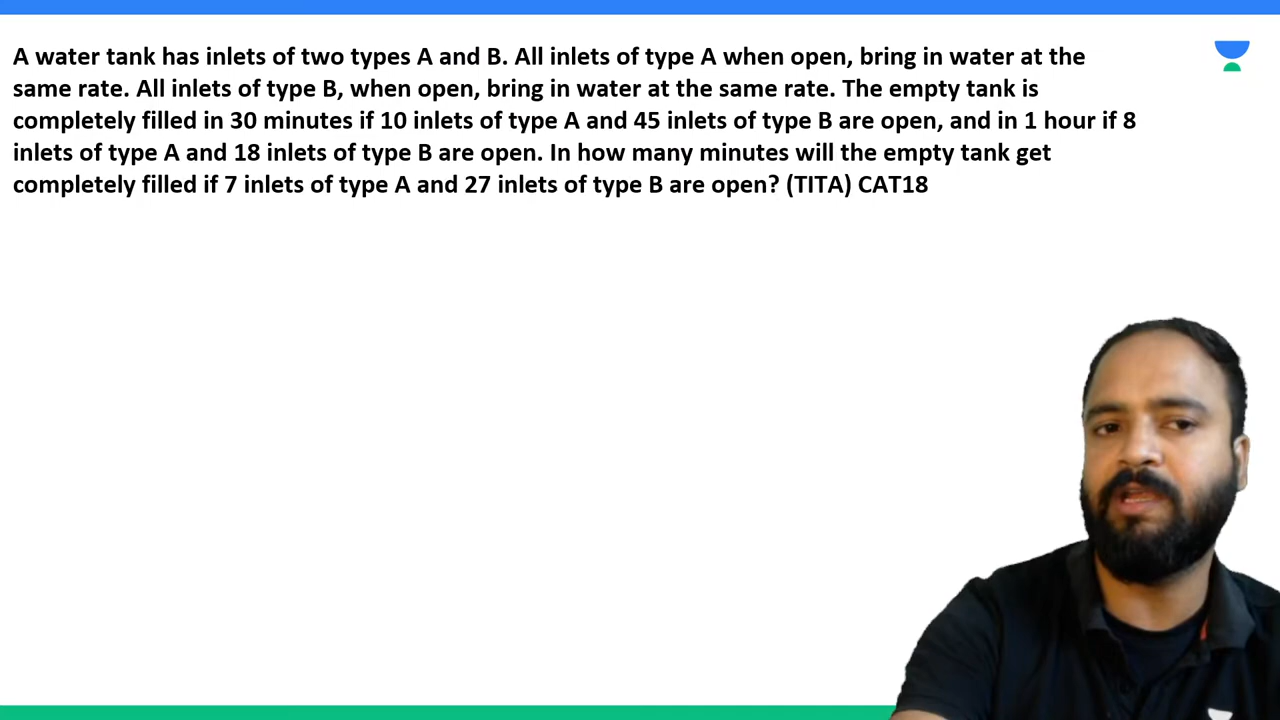 A water tank has inlets of two types A and B. All inlets of type A when open, bring in water at the
same rate. All inlets of type B, when open, bring in water at the same rate. The empty tank is
completely filled in 30 minutes if 10 inlets of type A and 45 inlets of type B are open, and in 1 hour if 8
inlets of type A and 18 inlets of type B are open. In how many minutes will the empty tank get
completely filled if 7 inlets of type A and 27 inlets of type B are open? (TITA) CAT18